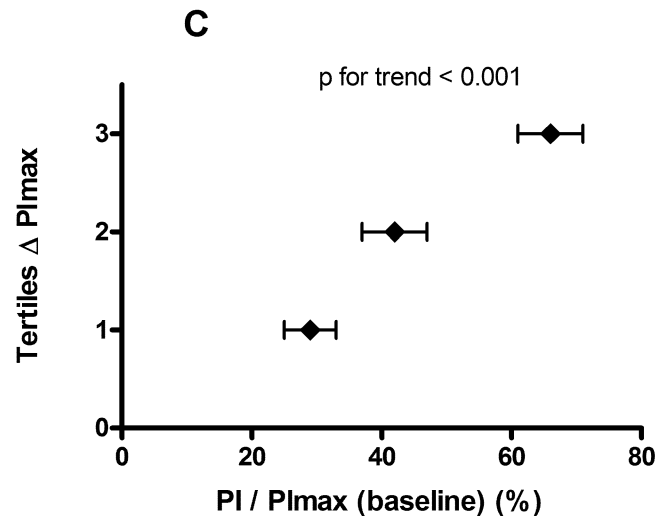 C
p for trend < 0.001
Tertiles Δ PImax
3
2
1
0
0 20 40 60 80
PI / PImax (baseline) (%)